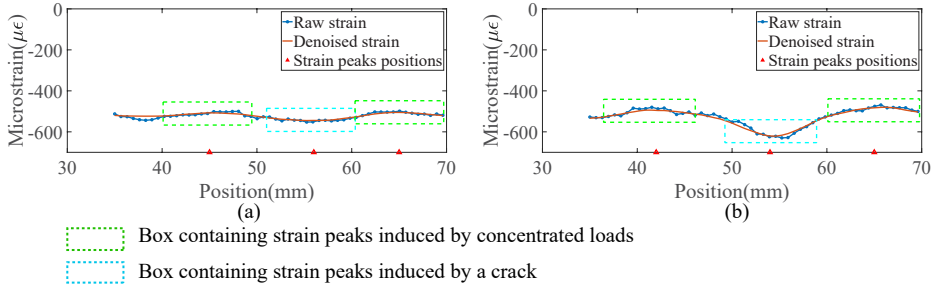 Microstrain(με)
0
-200
-400
-600
Raw strain
Denoised strain
Strain peaks positions
30 40 50 60 70
Position(mm)
(a)
Microstrain(με)
0
-200
-400
-600
Raw strain
Denoised strain
Strain peaks positions
30 40 50 60 70
Position(mm)
(b)
Box containing strain peaks induced by concentrated loads
Box containing strain peaks induced by a crack